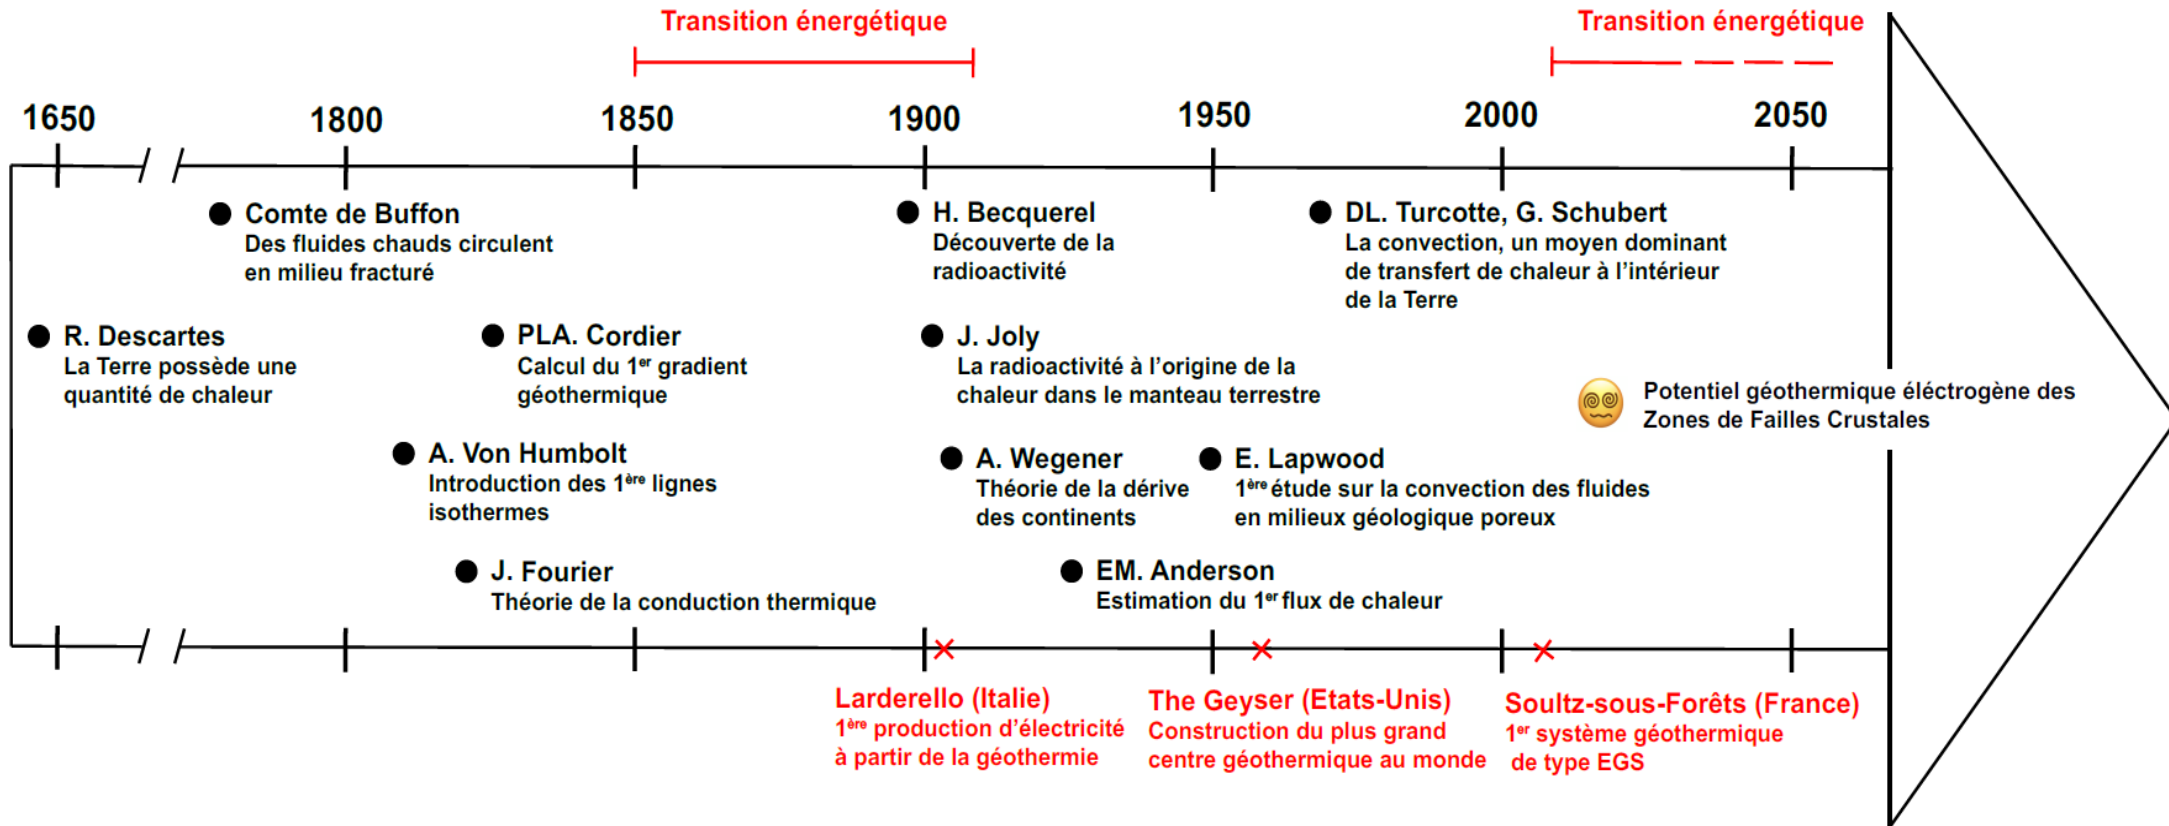 Transition énergétique
Transition énergétique
1650
1800
1850
1900
1950
2000
2050
Comte de Buffon
Des fluides chauds circulent
en milieu fracturé
H. Becquerel
Découverte de la
radioactivité
DL. Turcotte, G. Schubert
La convection, un moyen dominant
de transfert de chaleur à l'intérieur
de la Terre
R. Descartes
La Terre possède une
quantité de chaleur
PLA. Cordier
Calcul du 1er gradient
géothermique
J. Joly
La radioactivité à l'origine de la
chaleur dans le manteau terrestre
Potentiel géothermique éléctrogène des
Zones de Failles Crustales
A. Von Humbolt
Introduction des 1ère lignes
isothermes
A. Wegener
Théorie de la dérive
des continents
E. Lapwood
1ère étude sur la convection des fluides
en milieux géologique poreux
J. Fourier
Théorie de la conduction thermique
EM. Anderson
Estimation du 1er flux de chaleur
Larderello (Italie)
1ère production d'électricité
à partir de la géothermie
The Geyser (Etats-Unis)
Construction du plus grand
centre géothermique au monde
Soultz-sous-Forêts (France)
1er système géothermique
de type EGS